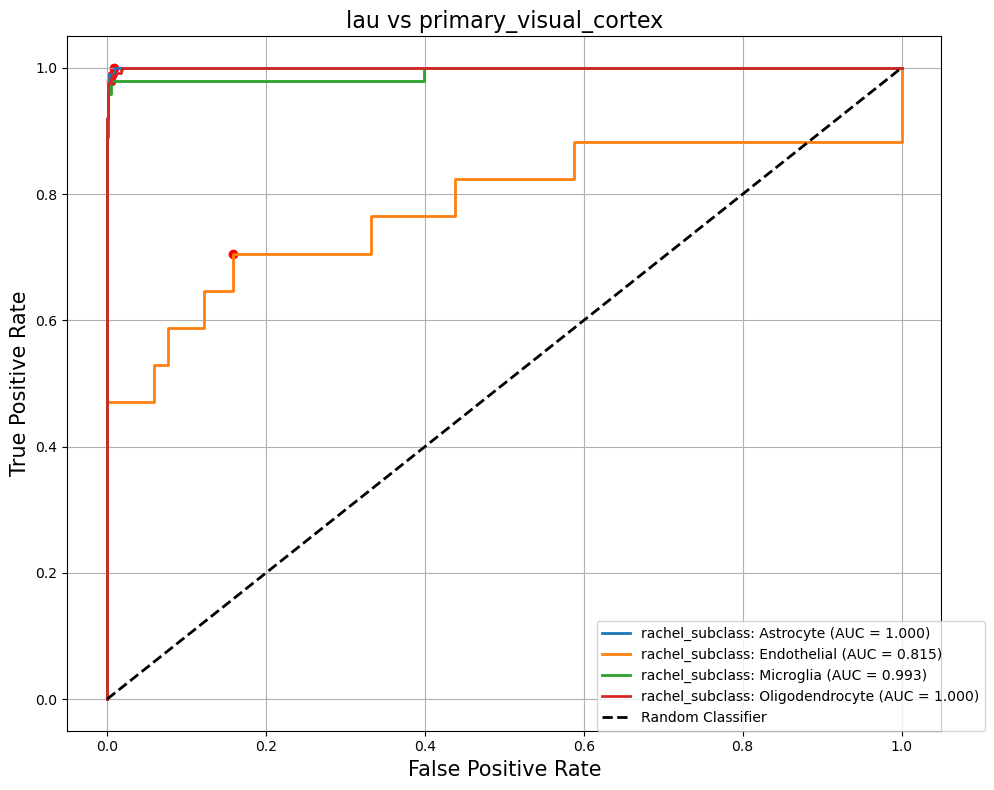 lau vs primary_visual_cortex
True Positive Rate
1.0
0.8
0.6
0.4
0.2
0.0
rachel_subclass: Astrocyte (AUC = 1.000)
rachel_subclass: Endothelial (AUC = 0.815)
rachel_subclass: Microglia (AUC = 0.993)
rachel_subclass: Oligodendrocyte (AUC = 1.000)
Random Classifier
0.0 0.2 0.4 0.6 0.8 1.0
False Positive Rate